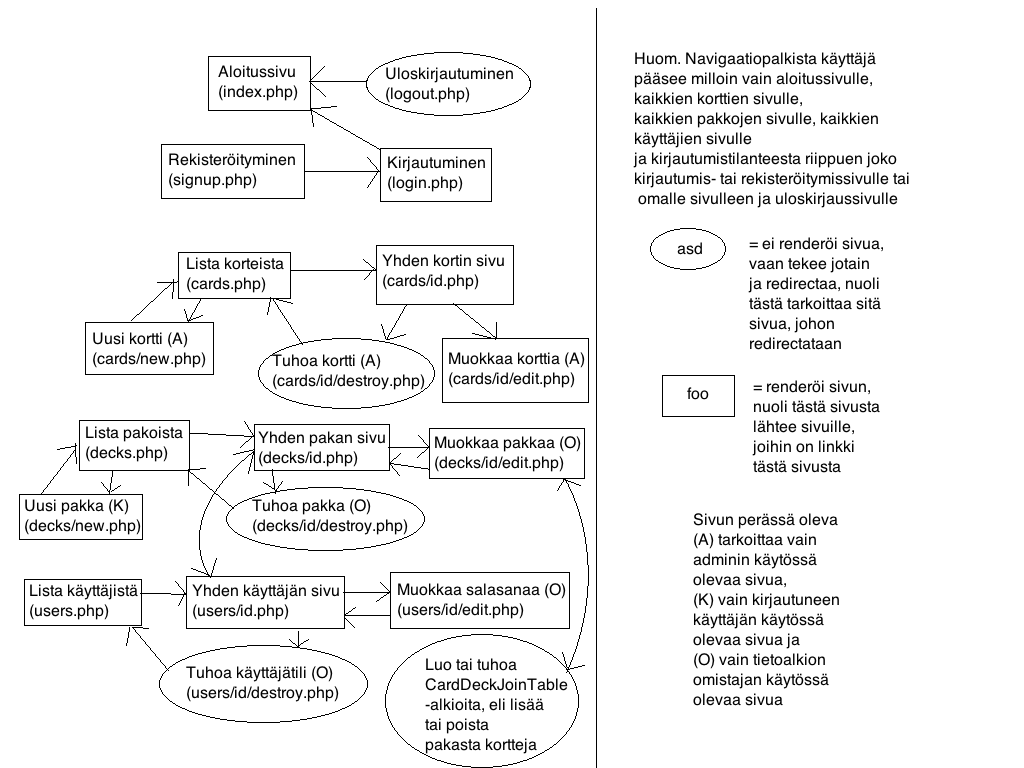 Aloitussivu
(index.php)
Uloskirjautuminen
(logout.php)
Rekisteröityminen
(signup.php)
Kirjautuminen
(login.php)
Lista korteista
(cards.php)
Yhden kortin sivu
(cards/id.php)
Uusi kortti (A)
(cards/new.php)
Tuhoa kortti (A)
(cards/id/destroy.php)
Muokkaa korttia (A)
(cards/id/edit.php)
Lista pakoista
(decks.php)
Yhden pakan sivu
(decks/id.php)
Muokkaa pakkaa (O)
(decks/id/edit.php)
Uusi pakka (K)
(decks/new.php)
Tuhoa pakka (O)
(decks/id/destroy.php)
Lista käyttäjistä
(users.php)
Yhden käyttäjän sivu
(users/id.php)
Muokkaa salasanaa (O)
(users/id/edit.php)
Tuhoa käyttäjätili (O)
(users/id/destroy.php)
Luo tai tuhoa
CardDeckJoinTable
-alkioita, eli lisää
tai poista
pakasta kortteja
Huom. Navigaatiopalkista käyttäjä
pääsee milloin vain aloitussivulle,
kaikkien korttien sivulle,
kaikkien pakkojen sivulle, kaikkien
käyttäjien sivulle
ja kirjautumistilanteesta riippuen joko
kirjautumis- tai rekisteröitymissivulle tai
omalle sivulleen ja uloskirjaussivulle
asd
= ei renderöi sivua,
vaan tekee jotain
ja redirectaa, nuoli
tästä tarkoittaa sitä
sivua, johon
redirectataan
foo
= renderöi sivun,
nuoli tästä sivusta
lähtee sivuille,
joihin on linkki
tästä sivusta
Sivun perässä oleva
(A) tarkoittaa vain
adminin käytössä
olevaa sivua,
(K) vain kirjautuneen
käyttäjän käytössä
olevaa sivua ja
(O) vain tietoalkion
omistajan käytössä
olevaa sivua